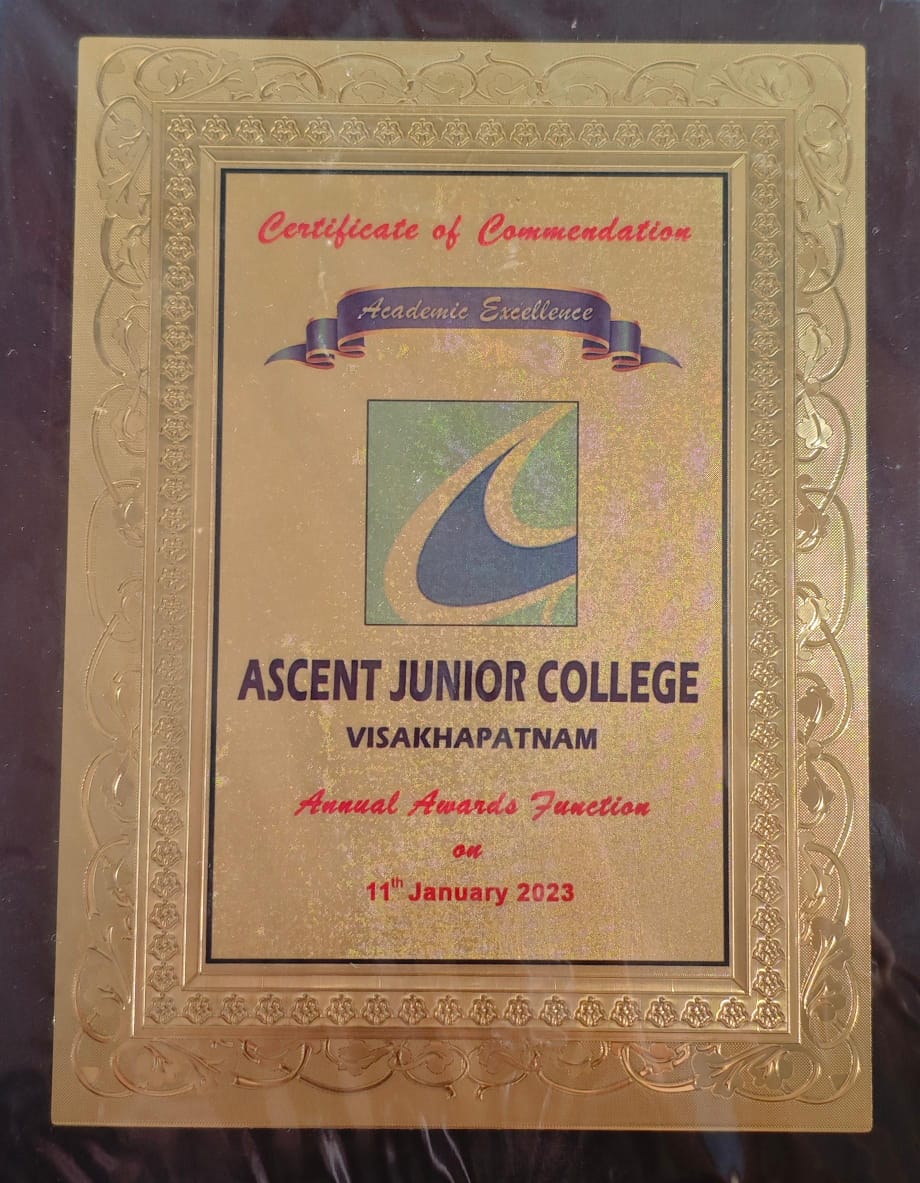 Certificate of Commendation
Academic Excellence
ASCENT JUNIOR COLLEGE
VISAKHAPATNAM
Annual Awards Function
on
11th January 2023